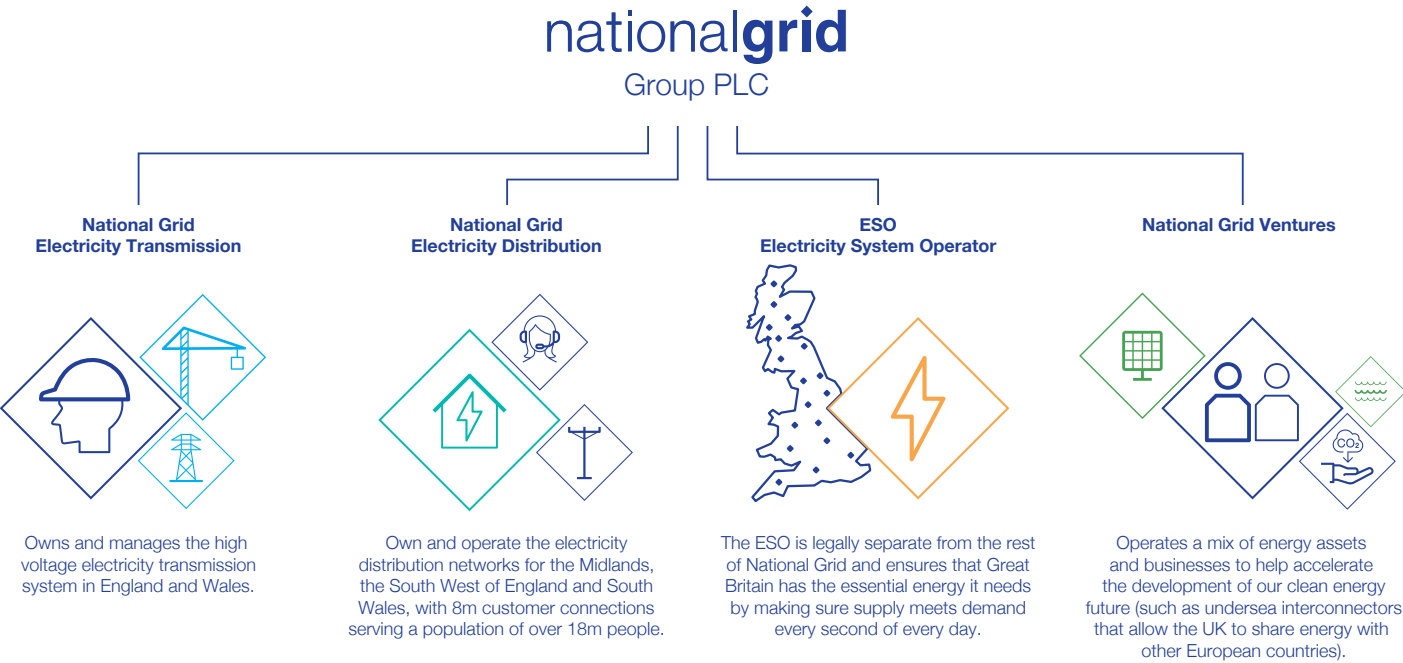 nationalgrid
Group PLC
National Grid
Electricity Transmission
National Grid
Electricity Distribution
ESO
Electricity System Operator
National Grid Ventures
CO₂
Owns and manages the high
voltage electricity transmission
system in England and Wales.
Own and operate the electricity
distribution networks for the Midlands,
the South West of England and South
Wales, with 8m customer connections
serving a population of over 18m people.
The ESO is legally separate from the rest
of National Grid and ensures that Great
Britain has the essential energy it needs
by making sure supply meets demand
every second of every day.
Operates a mix of energy assets
and businesses to help accelerate
the development of our clean energy
future (such as undersea interconnectors
that allow the UK to share energy with
other European countries).